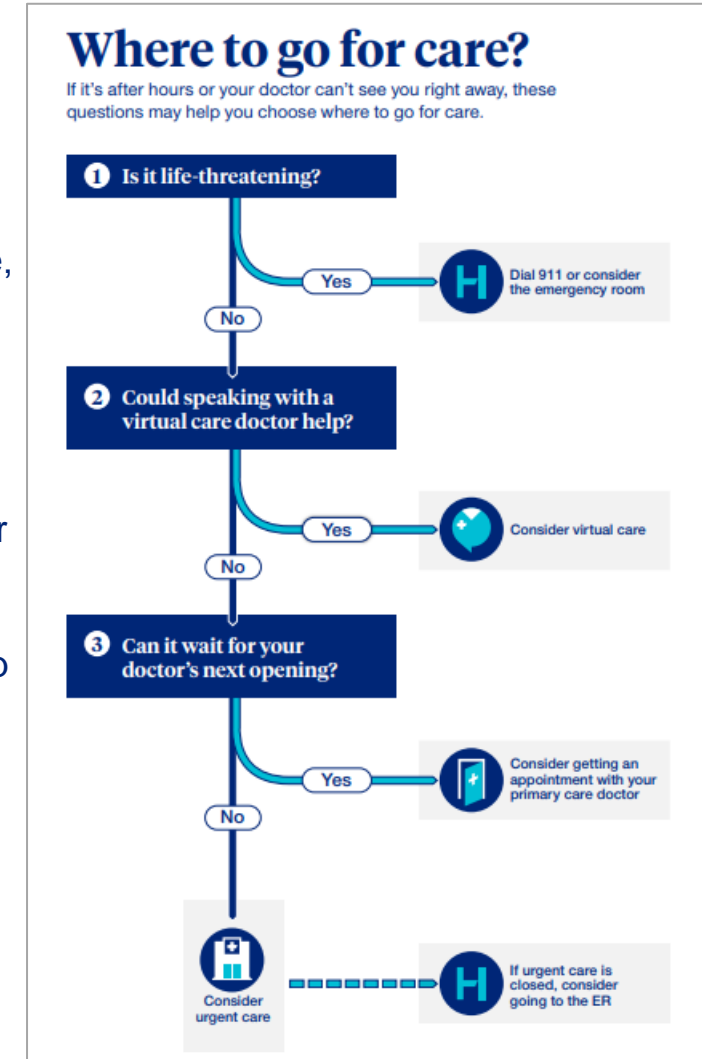 Where to go for care?
If it's after hours or your doctor can't see you right away, these
questions may help you choose where to go for care.
1 Is it life-threatening?
e,
Yes
Dial 911 or consider
the emergency room
No
2 Could speaking with a
virtual care doctor help?
r
Yes
Consider virtual care
No
3 Can it wait for your
doctor's next opening?
o
Yes
Consider getting an
appointment with your
primary care doctor
No
Consider
urgent care
If urgent care is
closed, consider
going to the ER